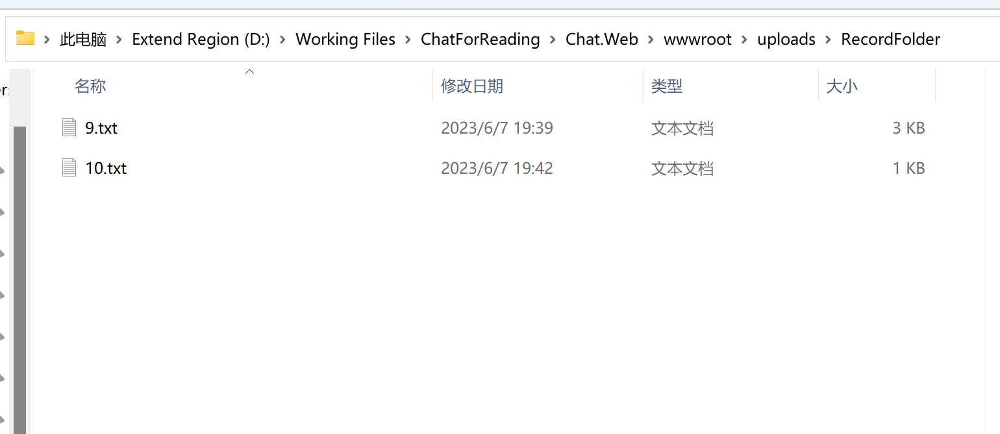 此电脑 > Extend Region (D:) > Working Files > ChatForReading > Chat.Web > wwwroot > uploads > RecordFolder
名称 修改日期 类型 大小
9.txt 2023/6/7 19:39 文本文档 3 KB
10.txt 2023/6/7 19:42 文本文档 1 KB